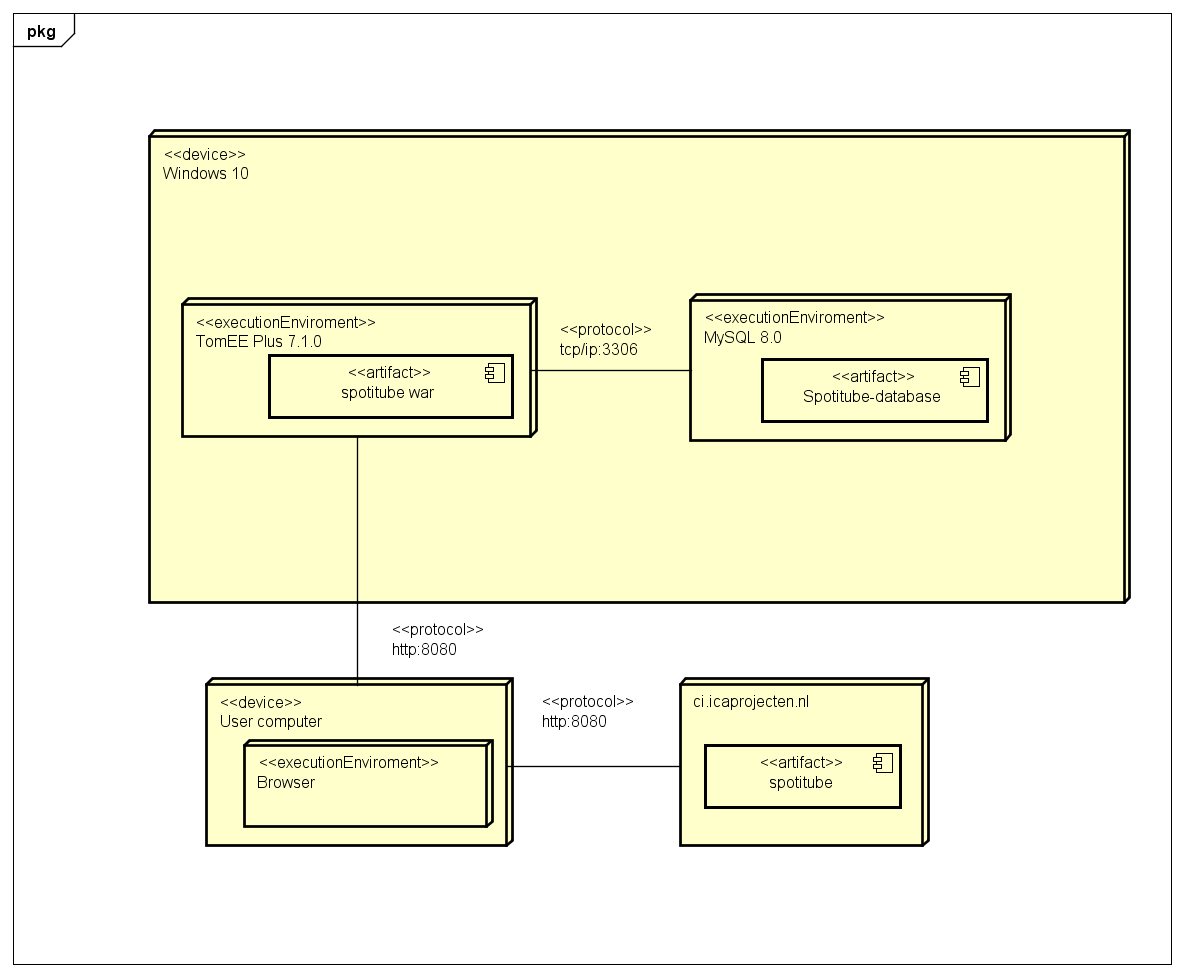 pkg
<<device>>
Windows 10
<<executionEnviroment>>
TomEE Plus 7.1.0
<<artifact>>
spotitube war
<<protocol>>
tcp/ip:3306
<<executionEnviroment>>
MySQL 8.0
<<artifact>>
Spotitube-database
<<protocol>>
http:8080
<<device>>
User computer
<<executionEnviroment>>
Browser
<<protocol>>
http:8080
ci.icaprojecten.nl
<<artifact>>
spotitube